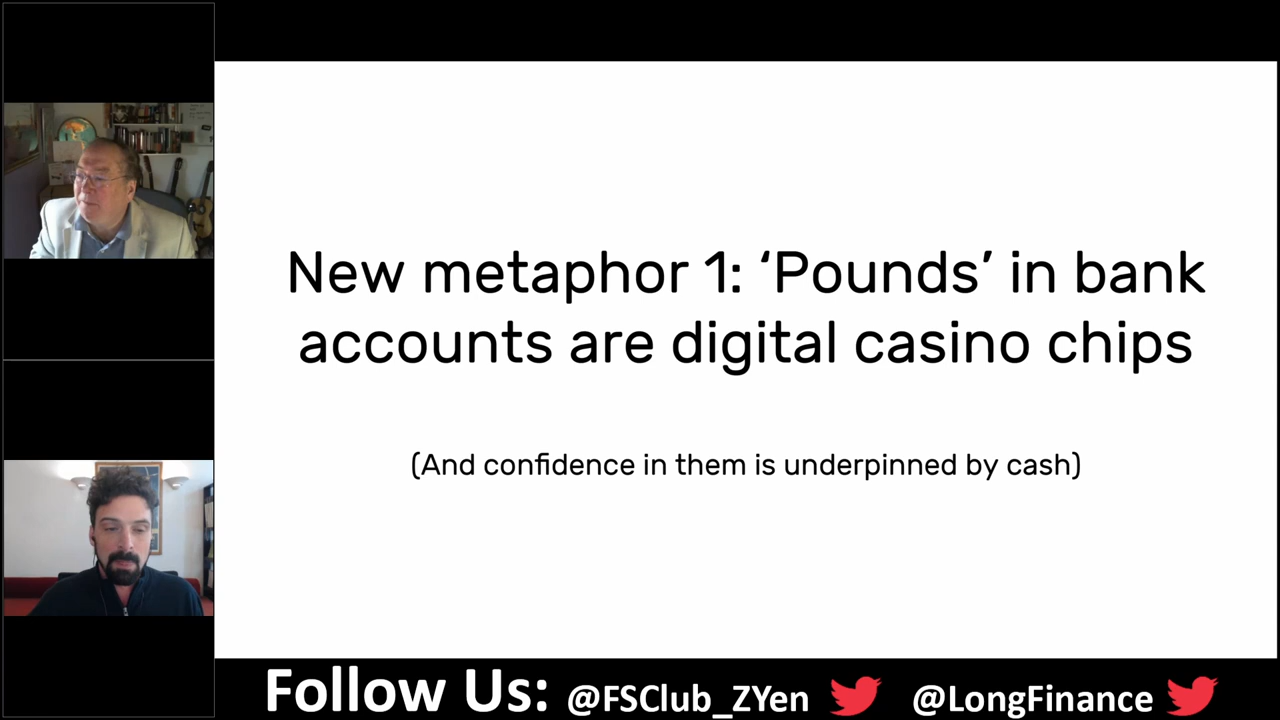 New metaphor 1: ‘Pounds’ in bank
accounts are digital casino chips
(And confidence in them is underpinned by cash)
Follow Us: @FSClub_ZYen @LongFinance